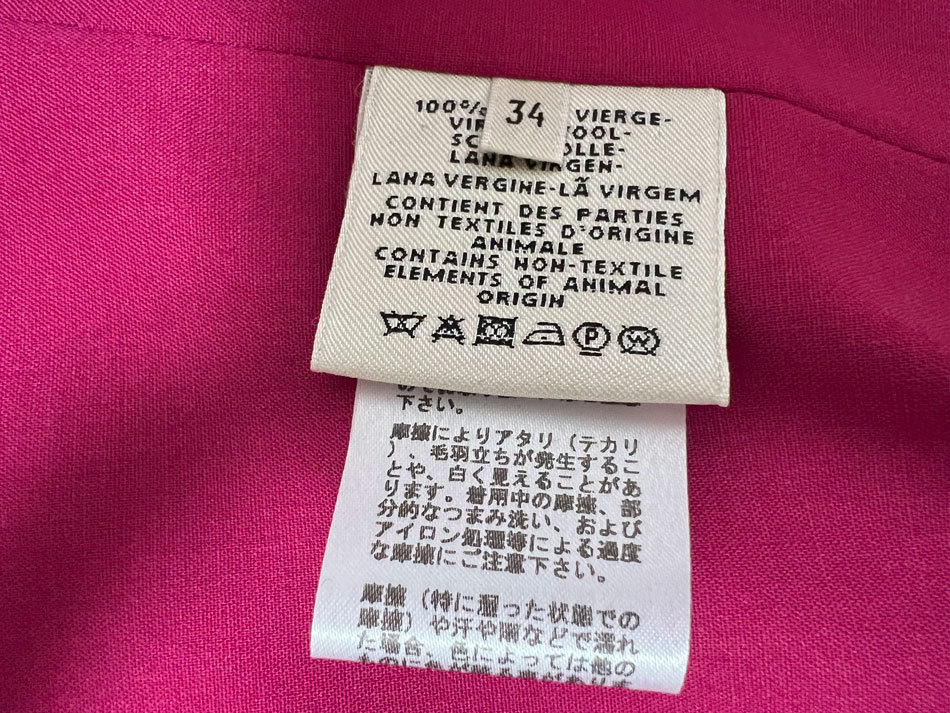 34
100% VIERGE-
VIR OOL-
SC OLLE-
LANA VIRGEN-
LANA VERGINE-LÃ VIRGEM
CONTIENT DES PARTIES
NON TEXTILES D'ORIGINE
ANIMALE
CONTAINS NON-TEXTILE
ELEMENTS OF ANIMAL
ORIGIN
P
W
下さい。
摩擦によりアタリ（テカリ
）、毛羽立ちが発生するこ
とや、白く見えることがあ
ります。着用中の摩擦、部
分的なつまみ洗い、および
アイロン処理等による過度
な摩擦にご注意下さい。
摩擦（特に湿った状態での
摩擦）や汗や雨などで濡れ
た場合、色によっては他の